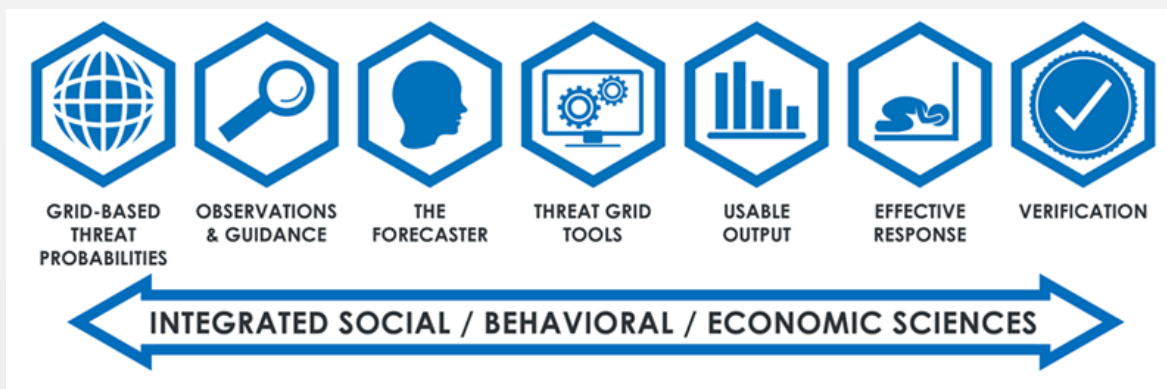 GRID-BASED
THREAT
PROBABILITIES
OBSERVATIONS
& GUIDANCE
THE
FORECASTER
THREAT GRID
TOOLS
USABLE
OUTPUT
EFFECTIVE
RESPONSE
VERIFICATION
INTEGRATED SOCIAL / BEHAVIORAL / ECONOMIC SCIENCES